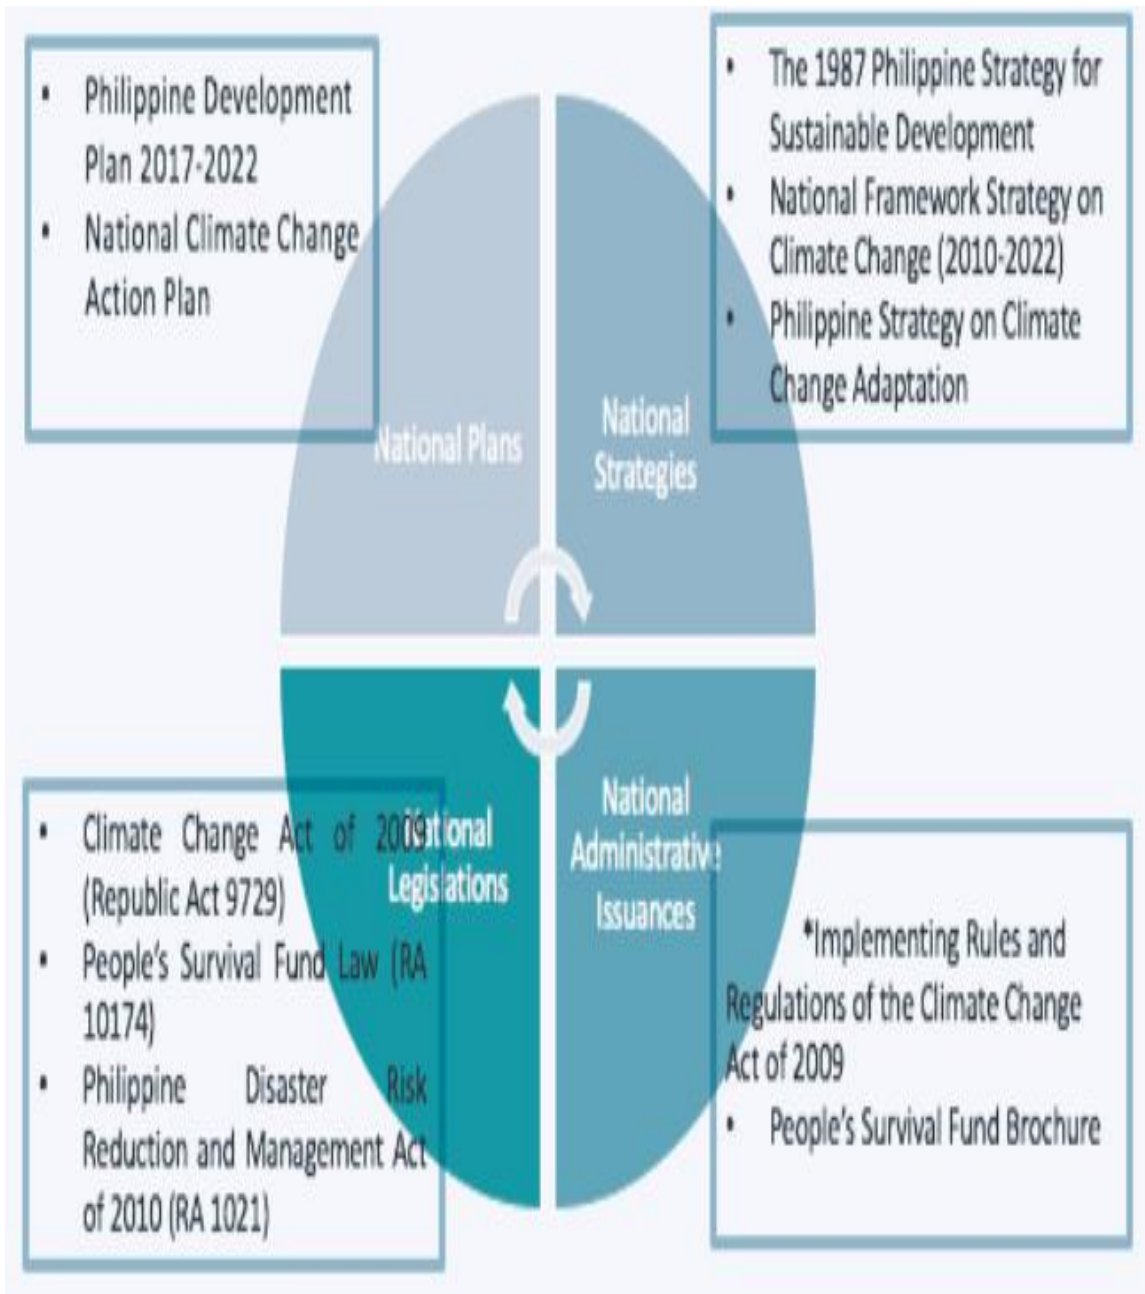 • Philippine Development
Plan 2017-2022
• National Climate Change
Action Plan
• The 1987 Philippine Strategy for
Sustainable Development
• National Framework Strategy on
Climate Change (2010-2022)
• Philippine Strategy on Climate
Change Adaptation
National Plans
National
Strategies
National
Legislations
National
Administrative
Issuances
• Climate Change Act of 2009
(Republic Act 9729)
• People's Survival Fund Law (RA
10174)
• Philippine Disaster Risk
Reduction and Management Act
of 2010 (RA 1021)
*Implementing Rules and
Regulations of the Climate Change
Act of 2009
• People's Survival Fund Brochure